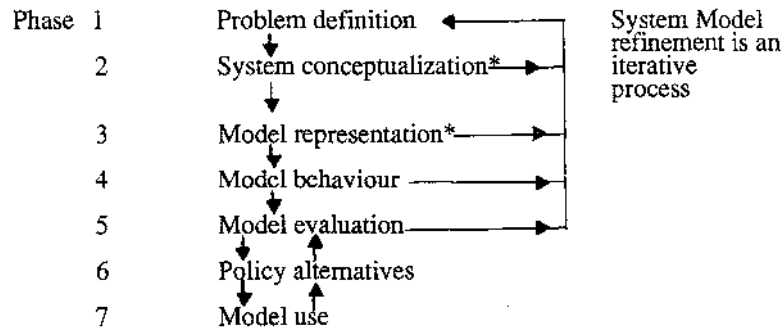 Phase 1 Problem definition
System Model
refinement is an
2 System conceptualization*
iterative
process
3 Model representation*
4 Model behaviour
5 Model evaluation
6 Policy alternatives
7 Model use